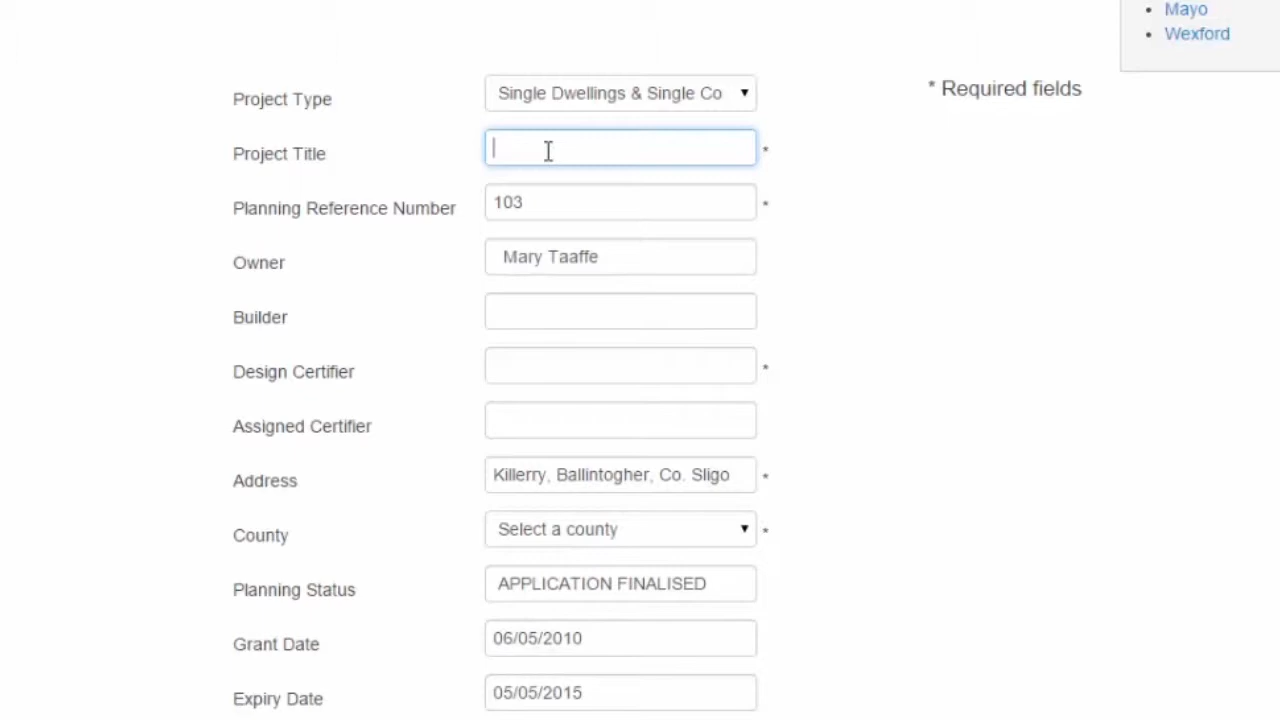 Mayo
Wexford
* Required fields
Project Type Single Dwellings & Single Co
Project Title *
Planning Reference Number 103 *
Owner Mary Taaffe
Builder
Design Certifier *
Assigned Certifier
Address Killerry, Ballintogher, Co. Sligo *
County Select a county *
Planning Status APPLICATION FINALISED
Grant Date 06/05/2010
Expiry Date 05/05/2015